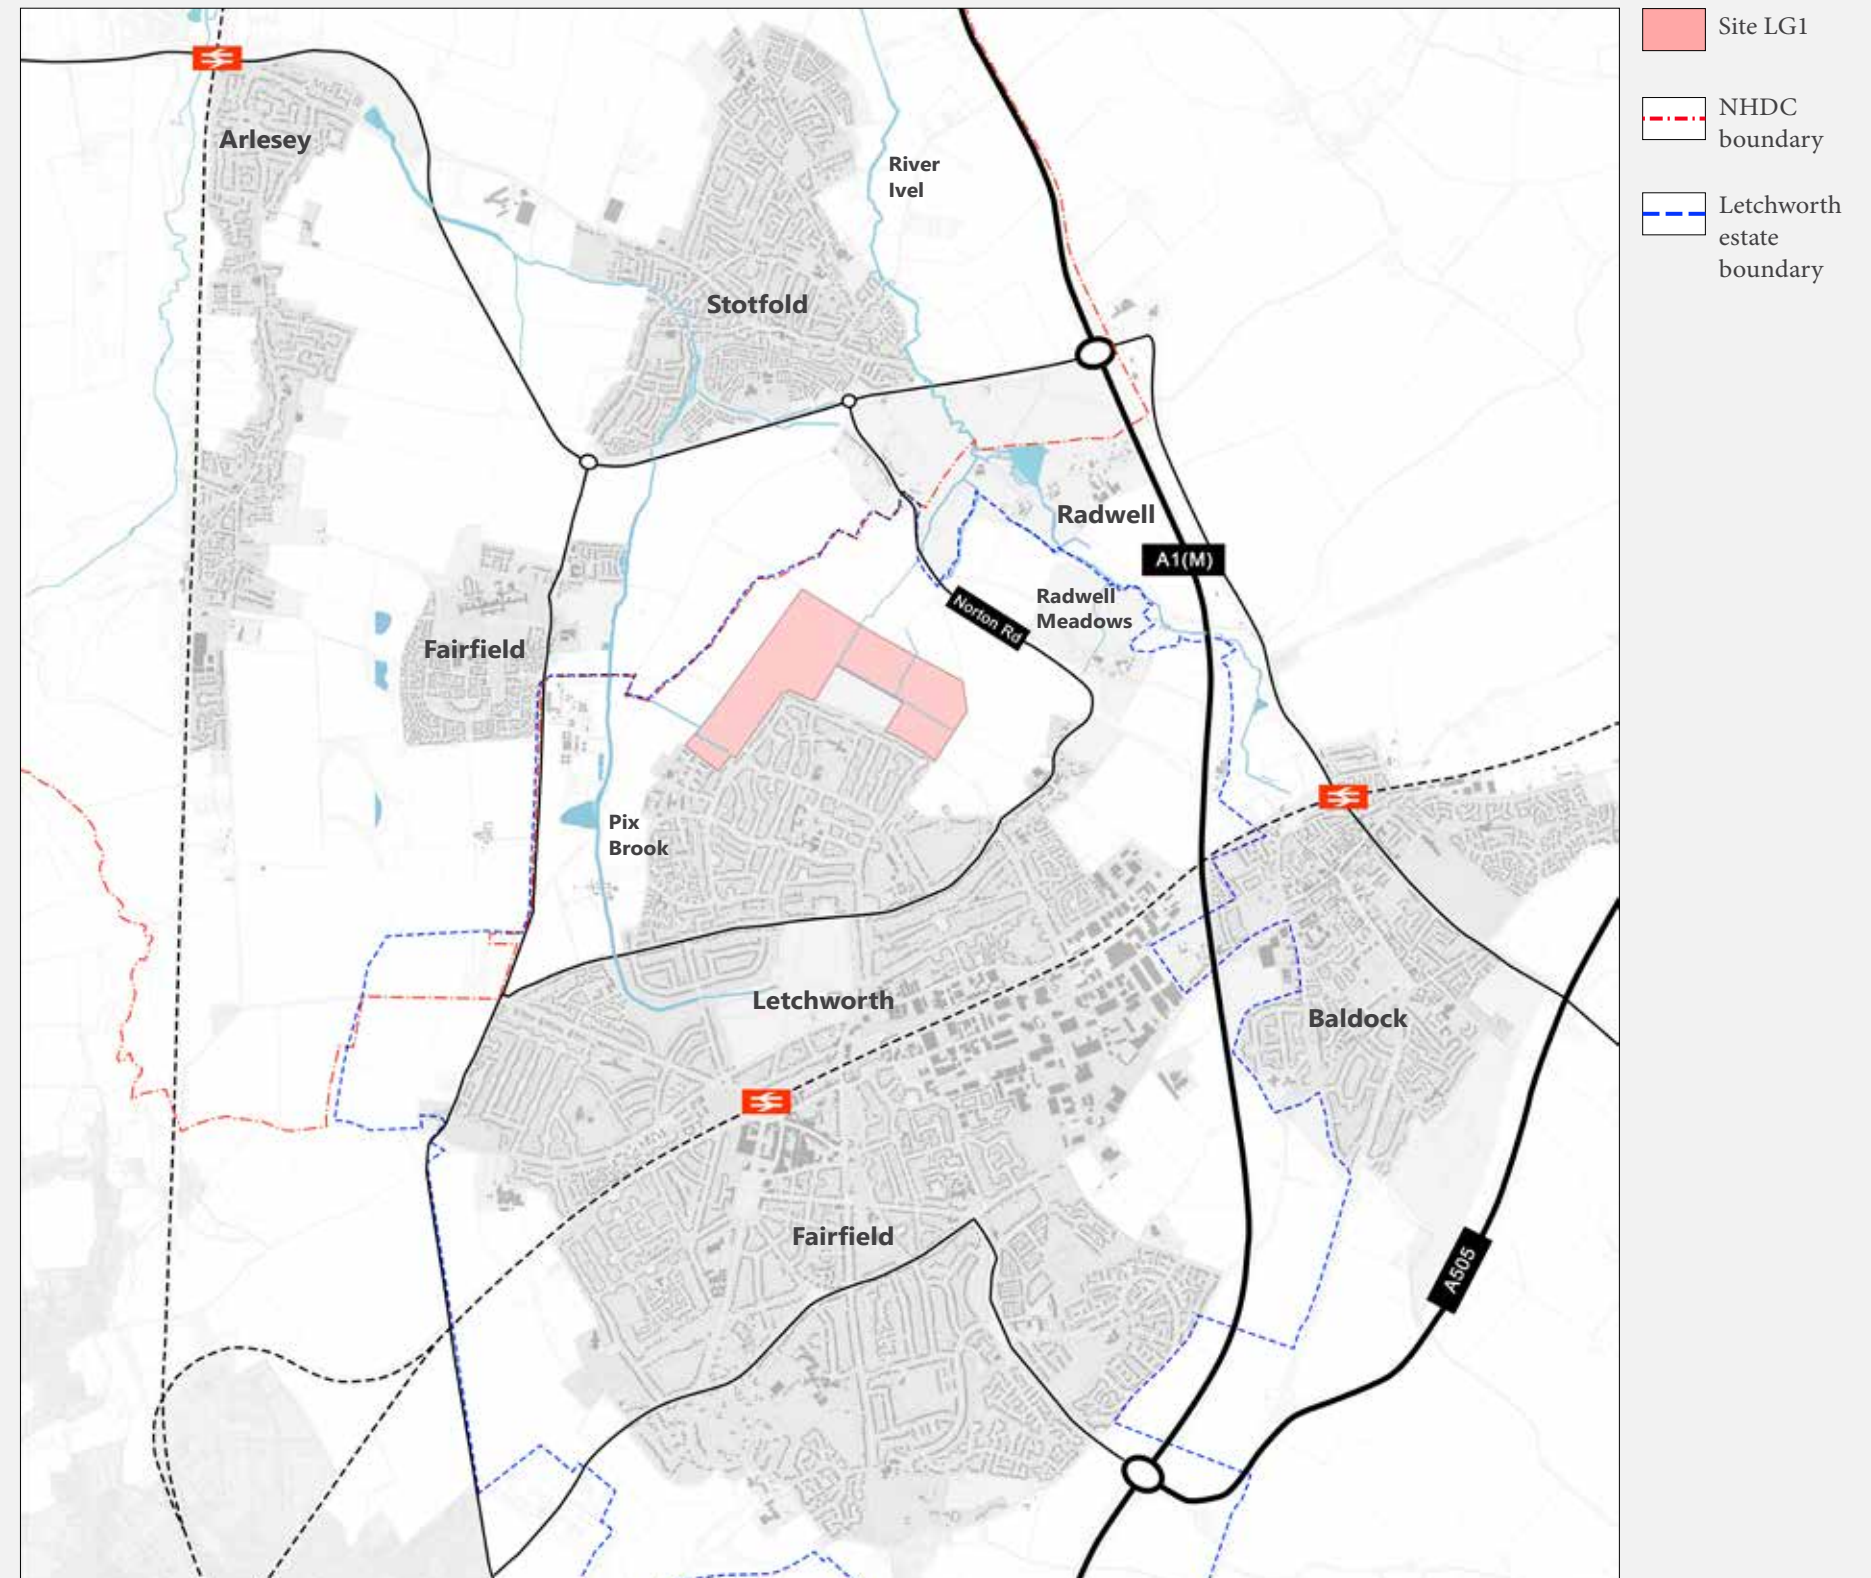 Site LG1
NHDC
boundary
Letchworth
estate
boundary
Arlesey
River
Ivel
Stotfold
Radwell
A1(M)
Radwell
Meadows
Norton Rd
Fairfield
Pix
Brook
Letchworth
Baldock
Fairfield
A505